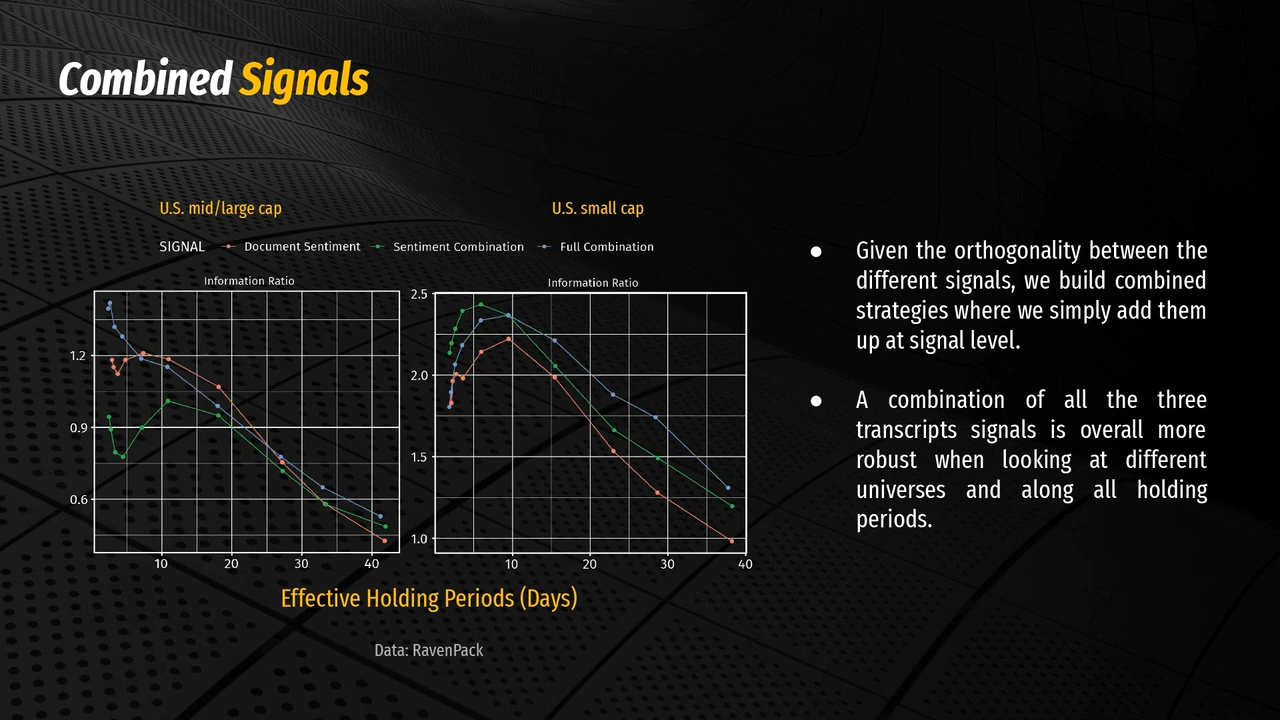 Combined Signals
U.S. mid/large cap
U.S. small cap
SIGNAL Document Sentiment Sentiment Combination Full Combination
Information Ratio
1.2
0.9
0.6
10 20 30 40
Information Ratio
2.5
2.0
1.5
1.0
10 20 30 40
Effective Holding Periods (Days)
Data: RavenPack
● Given the orthogonality between the
different signals, we build combined
strategies where we simply add them
up at signal level.
● A combination of all the three
transcripts signals is overall more
robust when looking at different
universes and along all holding
periods.